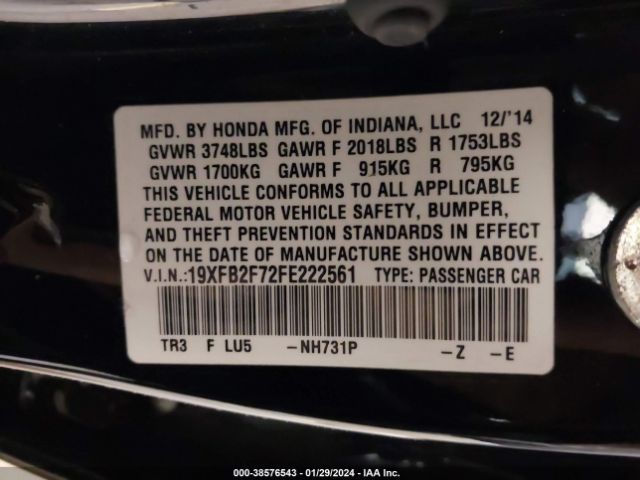 MFD. BY HONDA MFG. OF INDIANA, LLC 12/'14
GVWR 3748LBS GAWR F 2018LBS R 1753LBS
GVWR 1700KG GAWR F 915KG R 795KG
THIS VEHICLE CONFORMS TO ALL APPLICABLE
FEDERAL MOTOR VEHICLE SAFETY, BUMPER,
AND THEFT PREVENTION STANDARDS IN EFFECT
ON THE DATE OF MANUFACTURE SHOWN ABOVE.
V.I.N.:19XFB2F72FE222561 TYPE: PASSENGER CAR
TR3 F LU5 -NH731P -Z -E
000-38576543 - 01/29/2024 - IAA Inc.